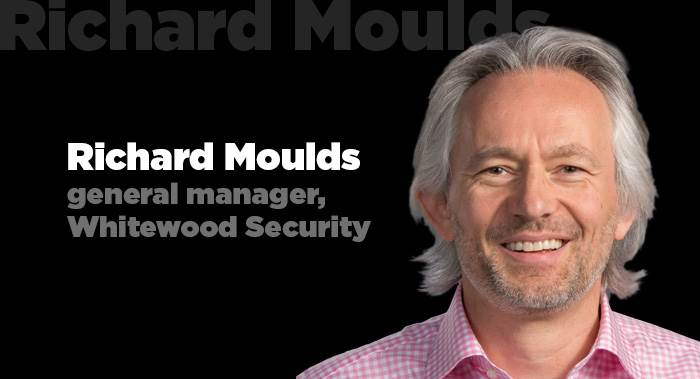 Richard Moulds
Richard Moulds
general manager,
Whitewood Security